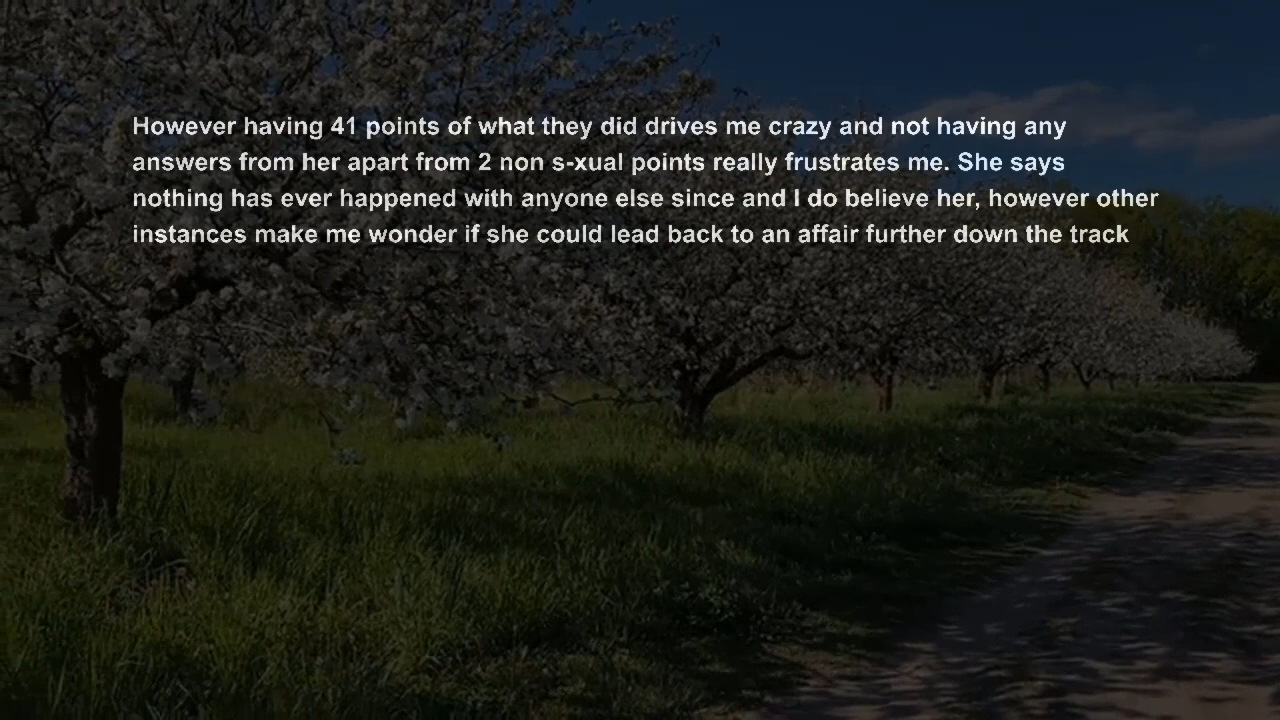 However having 41 points of what they did drives me crazy and not having any
answers from her apart from 2 non s-xual points really frustrates me. She says
nothing has ever happened with anyone else since and I do believe her, however other
instances make me wonder if she could lead back to an affair further down the track